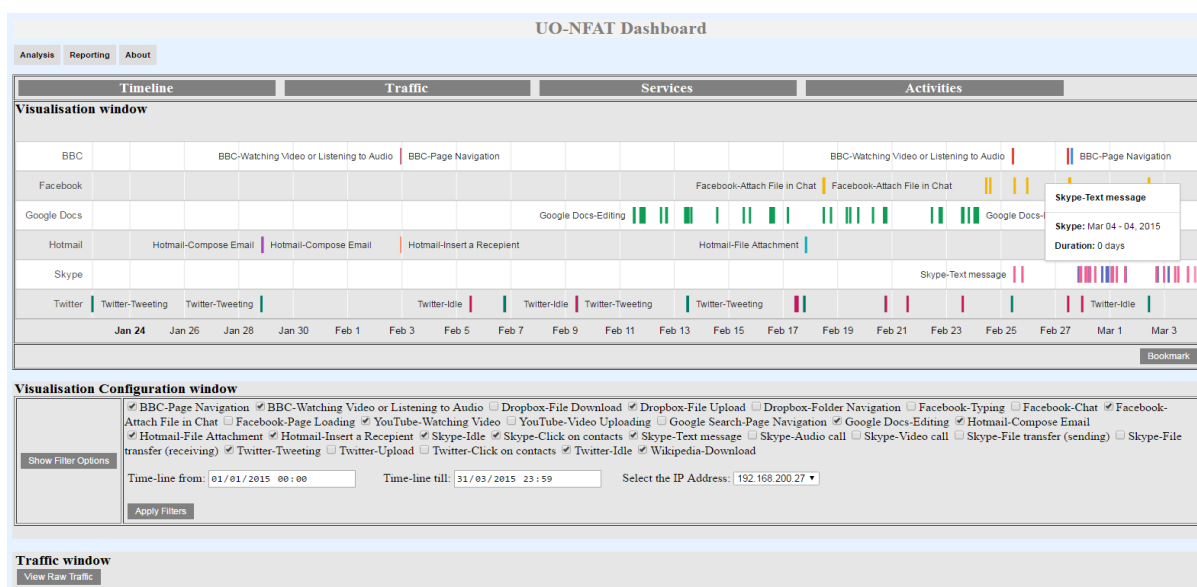 UO-NFAT Dashboard
Analysis Reporting About
Timeline Traffic Services Activities
Visualisation window
BBC BBC-Watching Video or Listening to Audio BBC-Page Navigation BBC-Watching Video or Listening to Audio BBC-Page Navigation
Facebook Facebook-Attach File in Chat Facebook-Attach File in Chat
Skype-Text message
Google Docs Google Docs-Editing Google Docs-
Skype: Mar 04 - 04, 2015
Hotmail Hotmail-Compose Email Hotmail-Compose Email Hotmail-Insert a Recepient Hotmail-File Attachment
Duration: 0 days
Skype Skype-Text message
Twitter Twitter-Tweeting Twitter-Tweeting Twitter-Idle Twitter-Idle Twitter-Tweeting Twitter-Tweeting Twitter-Idle
Jan 24 Jan 26 Jan 28 Jan 30 Feb 1 Feb 3 Feb 5 Feb 7 Feb 9 Feb 11 Feb 13 Feb 15 Feb 17 Feb 19 Feb 21 Feb 23 Feb 25 Feb 27 Mar 1 Mar 3
Bookmark
Visualisation Configuration window
BBC-Page Navigation BBC-Watching Video or Listening to Audio Dropbox-File Download Dropbox-File Upload Dropbox-Folder Navigation Facebook-Typing Facebook-Chat Facebook-
Attach File in Chat Facebook-Page Loading YouTube-Watching Video YouTube-Video Uploading Google Search-Page Navigation Google Docs-Editing Hotmail-Compose Email
Hotmail-File Attachment Hotmail-Insert a Recepient Skype-Idle Skype-Click on contacts Skype-Text message Skype-Audio call Skype-Video call Skype-File transfer (sending) Skype-File
transfer (receiving) Twitter-Tweeting Twitter-Upload Twitter-Click on contacts Twitter-Idle Wikipedia-Download
Show Filter Options
Time-line from: 01/01/2015 00:00 Time-line till: 31/03/2015 23:59 Select the IP Address: 192.168.200.27
Apply Filters
Traffic window
View Raw Traffic